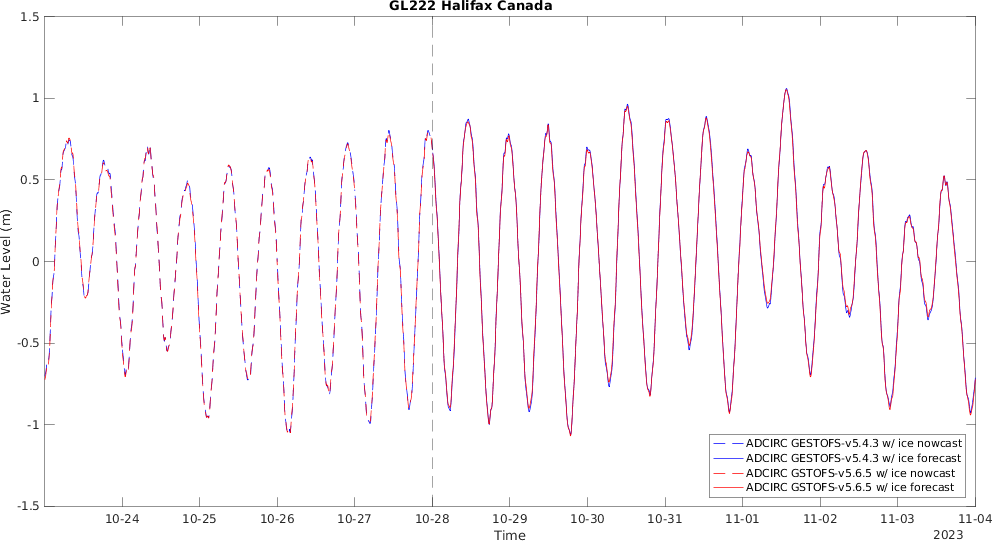 GL222 Halifax Canada
1.5
1
0.5
0
-0.5
-1
-1.5
Water Level (m)
10-24 10-25 10-26 10-27 10-28 10-29 10-30 10-31 11-01 11-02 11-03 11-04
Time
2023
ADCIRC GESTOFS-v5.4.3 w/ ice nowcast
ADCIRC GESTOFS-v5.4.3 w/ ice forecast
ADCIRC GSTOFS-v5.6.5 w/ ice nowcast
ADCIRC GSTOFS-v5.6.5 w/ ice forecast